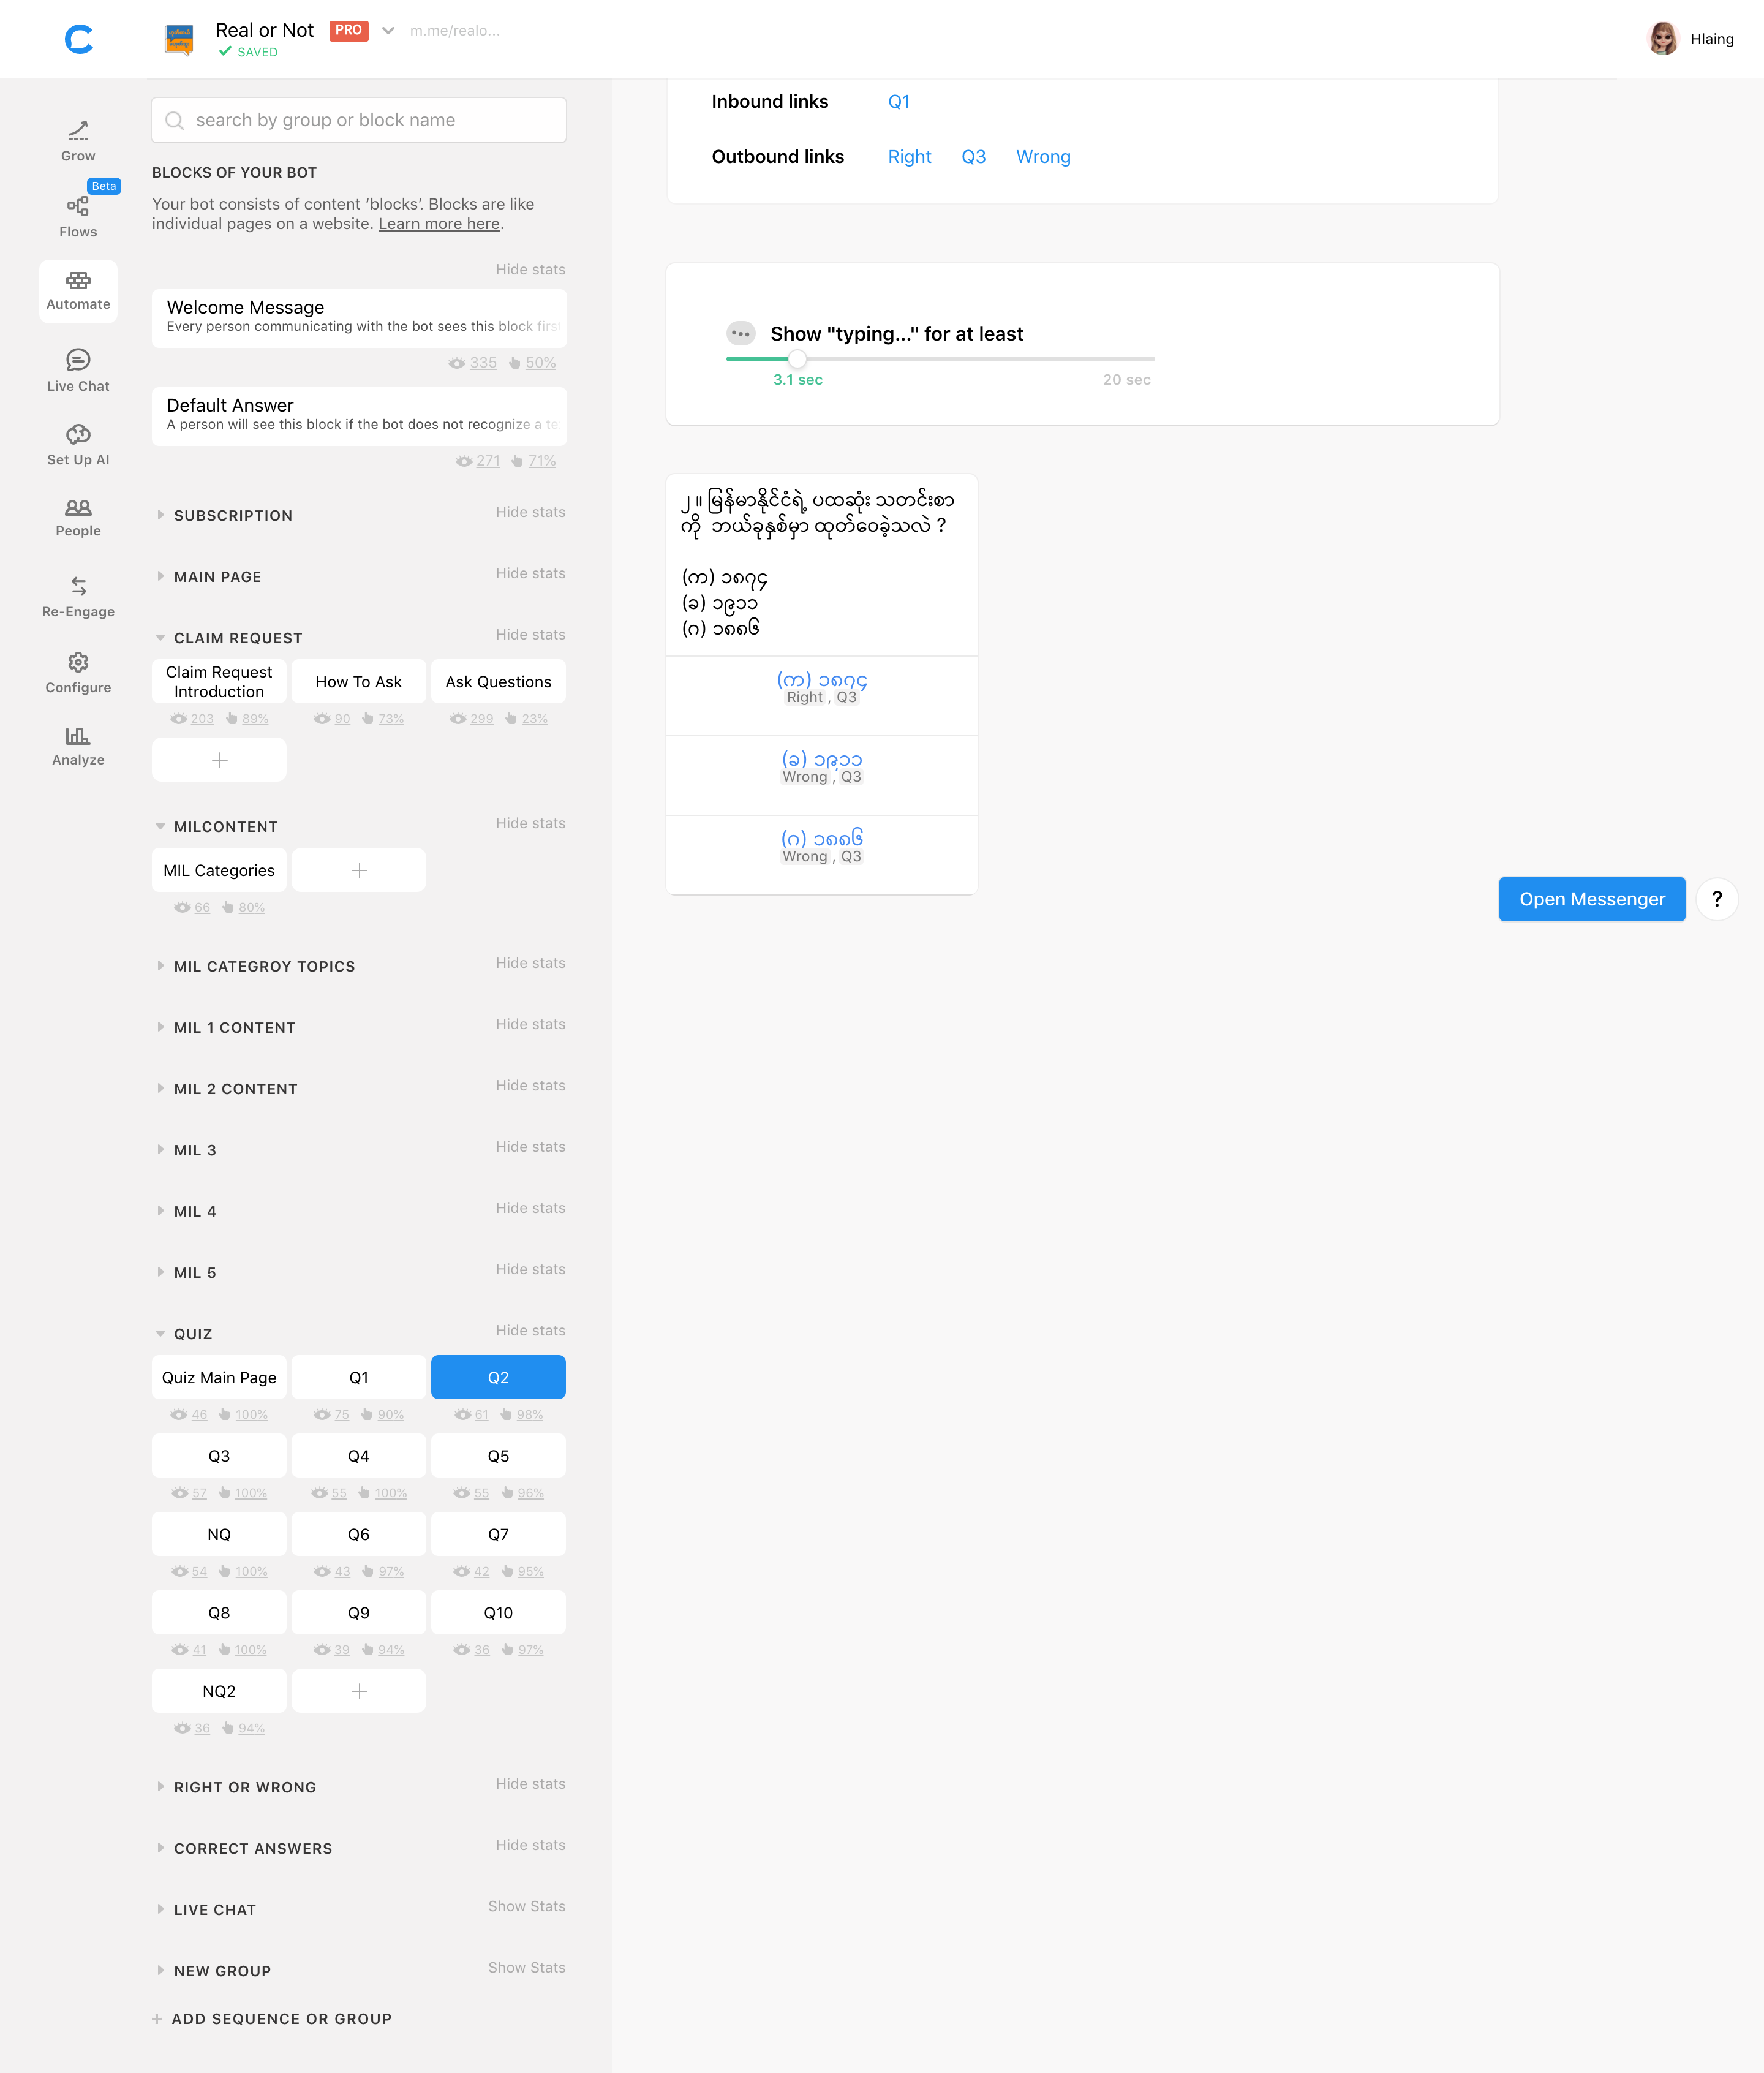 Real or Not PRO m.me/realo...
SAVED
Hlaing
Grow
Beta
Flows
Automate
Live Chat
Set Up AI
People
Re-Engage
Configure
Analyze
search by group or block name
BLOCKS OF YOUR BOT
Your bot consists of content ‘blocks’. Blocks are like
individual pages on a website. Learn more here.
Hide stats
Welcome Message
Every person communicating with the bot sees this block first
335 50%
Default Answer
A person will see this block if the bot does not recognize a te
271 71%
SUBSCRIPTION Hide stats
MAIN PAGE Hide stats
CLAIM REQUEST Hide stats
Claim Request
Introduction
How To Ask
Ask Questions
203 89% 90 73% 299 23%
MILCONTENT Hide stats
MIL Categories
66 80%
MIL CATEGROY TOPICS Hide stats
MIL 1 CONTENT Hide stats
MIL 2 CONTENT Hide stats
MIL 3 Hide stats
MIL 4 Hide stats
MIL 5 Hide stats
QUIZ Hide stats
Quiz Main Page Q1 Q2
46 100% 75 90% 61 98%
Q3 Q4 Q5
57 100% 55 100% 55 96%
NQ Q6 Q7
54 100% 43 97% 42 95%
Q8 Q9 Q10
41 100% 39 94% 36 97%
NQ2
36 94%
RIGHT OR WRONG Hide stats
CORRECT ANSWERS Hide stats
LIVE CHAT Show Stats
NEW GROUP Show Stats
+ ADD SEQUENCE OR GROUP
Inbound links Q1
Outbound links Right Q3 Wrong
Show "typing..." for at least
3.1 sec 20 sec
၂ ။ မြန်မာနိုင်ငံရဲ့ ပထဆုံး သတင်းစာ
ကို ဘယ်ခုနှစ်မှာ ထုတ်ဝေခဲ့သလဲ ?
(က) ၁၈၇၄
(ခ) ၁၉၁၁
(ဂ) ၁၈၈၆
(က) ၁၈၇၄
Right , Q3
(ခ) ၁၉၁၁
Wrong , Q3
(ဂ) ၁၈၈၆
Wrong , Q3
Open Messenger ?